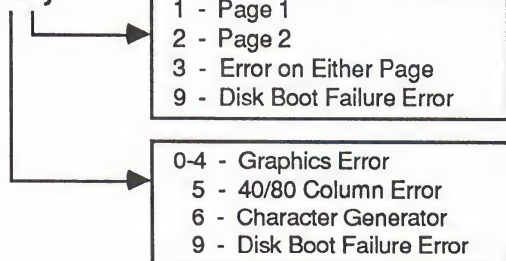 1 - Page 1
2 - Page 2
3 - Error on Either Page
9 - Disk Boot Failure Error
0-4 - Graphics Error
5 - 40/80 Column Error
6 - Character Generator
9 - Disk Boot Failure Error